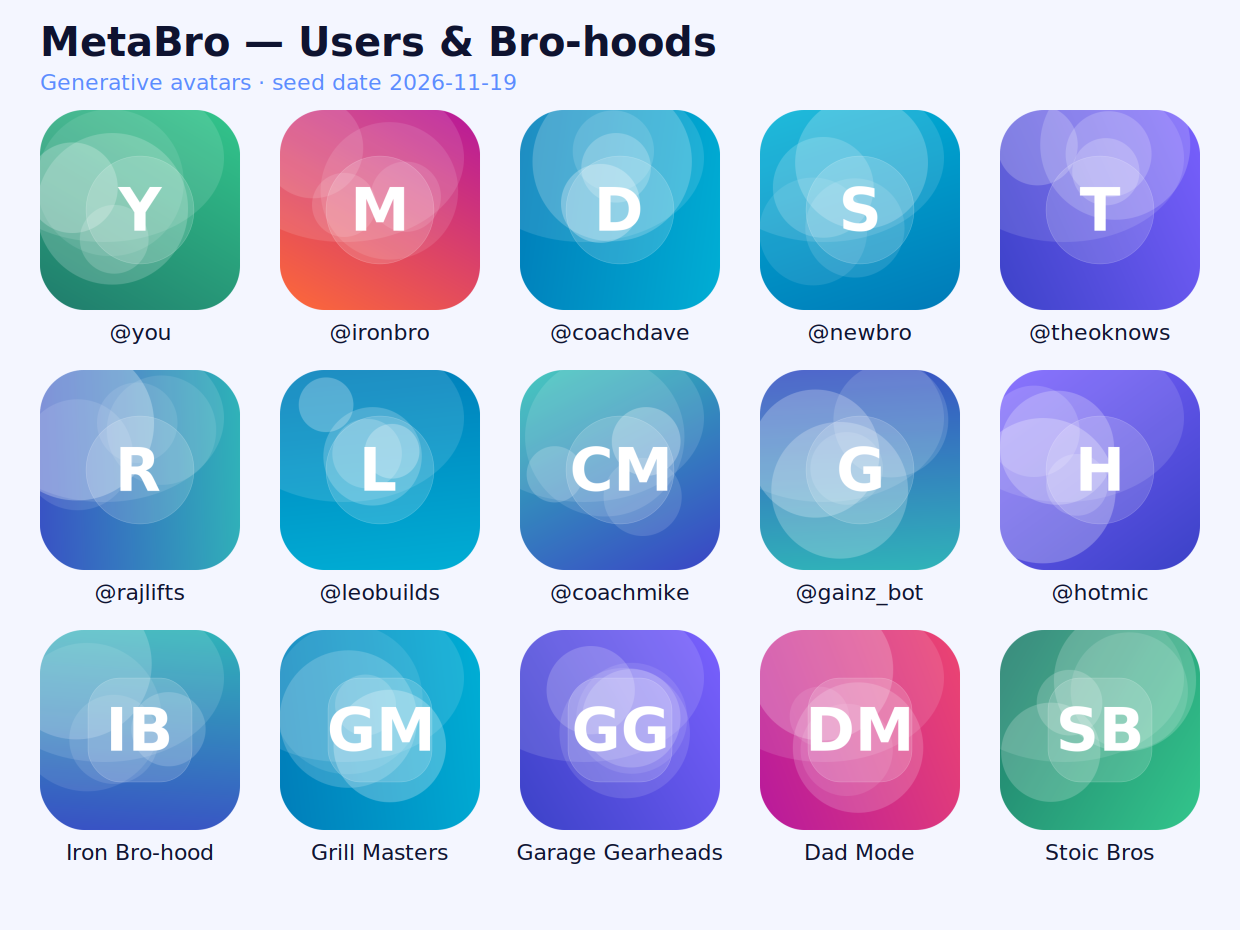 MetaBro — Users & Bro-hoods
Generative avatars · seed date 2026-11-19
Y M D S T
@you @ironbro @coachdave @newbro @theoknows
R L CM G H
@rajlifts @leobuilds @coachmike @gainz_bot @hotmic
IB GM GG DM SB
Iron Bro-hood Grill Masters Garage Gearheads Dad Mode Stoic Bros